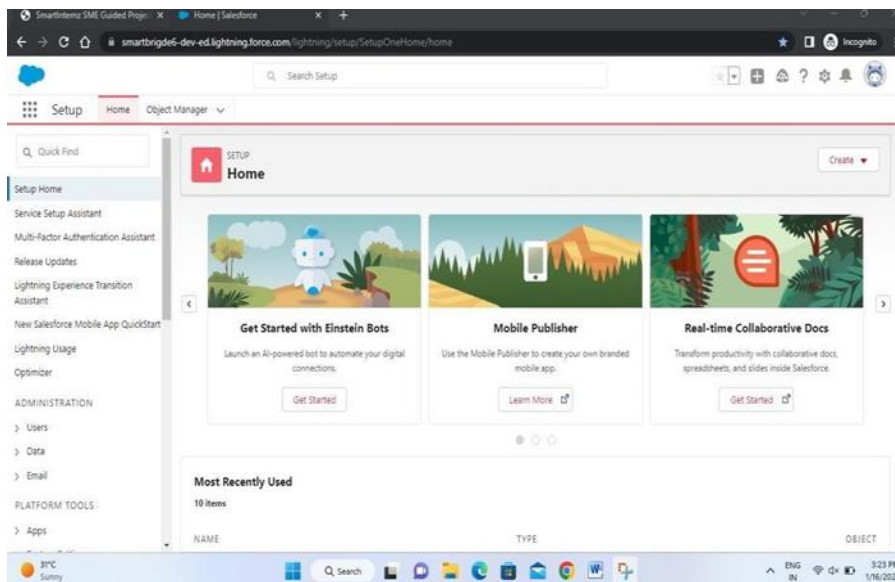 SmartInternz SME Guided Proje
Home | Salesforce
smartbrigde6-dev-ed.lightning.force.com/lightning/setup/SetupOneHome/home
Incognito
Search Setup
Setup
Home
Object Manager
Quick Find
SETUP
Home
Create
Setup Home
Service Setup Assistant
Multi-Factor Authentication Assistant
Release Updates
Lightning Experience Transition
Assistant
New Salesforce Mobile App QuickStart
Lightning Usage
Optimizer
ADMINISTRATION
Users
Data
Email
PLATFORM TOOLS
Apps
Get Started with Einstein Bots
Launch an AI-powered bot to automate your digital
connections.
Get Started
Mobile Publisher
Use the Mobile Publisher to create your own branded
mobile app.
Learn More
Real-time Collaborative Docs
Transform productivity with collaborative docs,
spreadsheets, and slides inside Salesforce.
Get Started
Most Recently Used
10 items
NAME
TYPE
OBJECT
31°C
Sunny
Search
ENG
IN
3:23
1/16/202